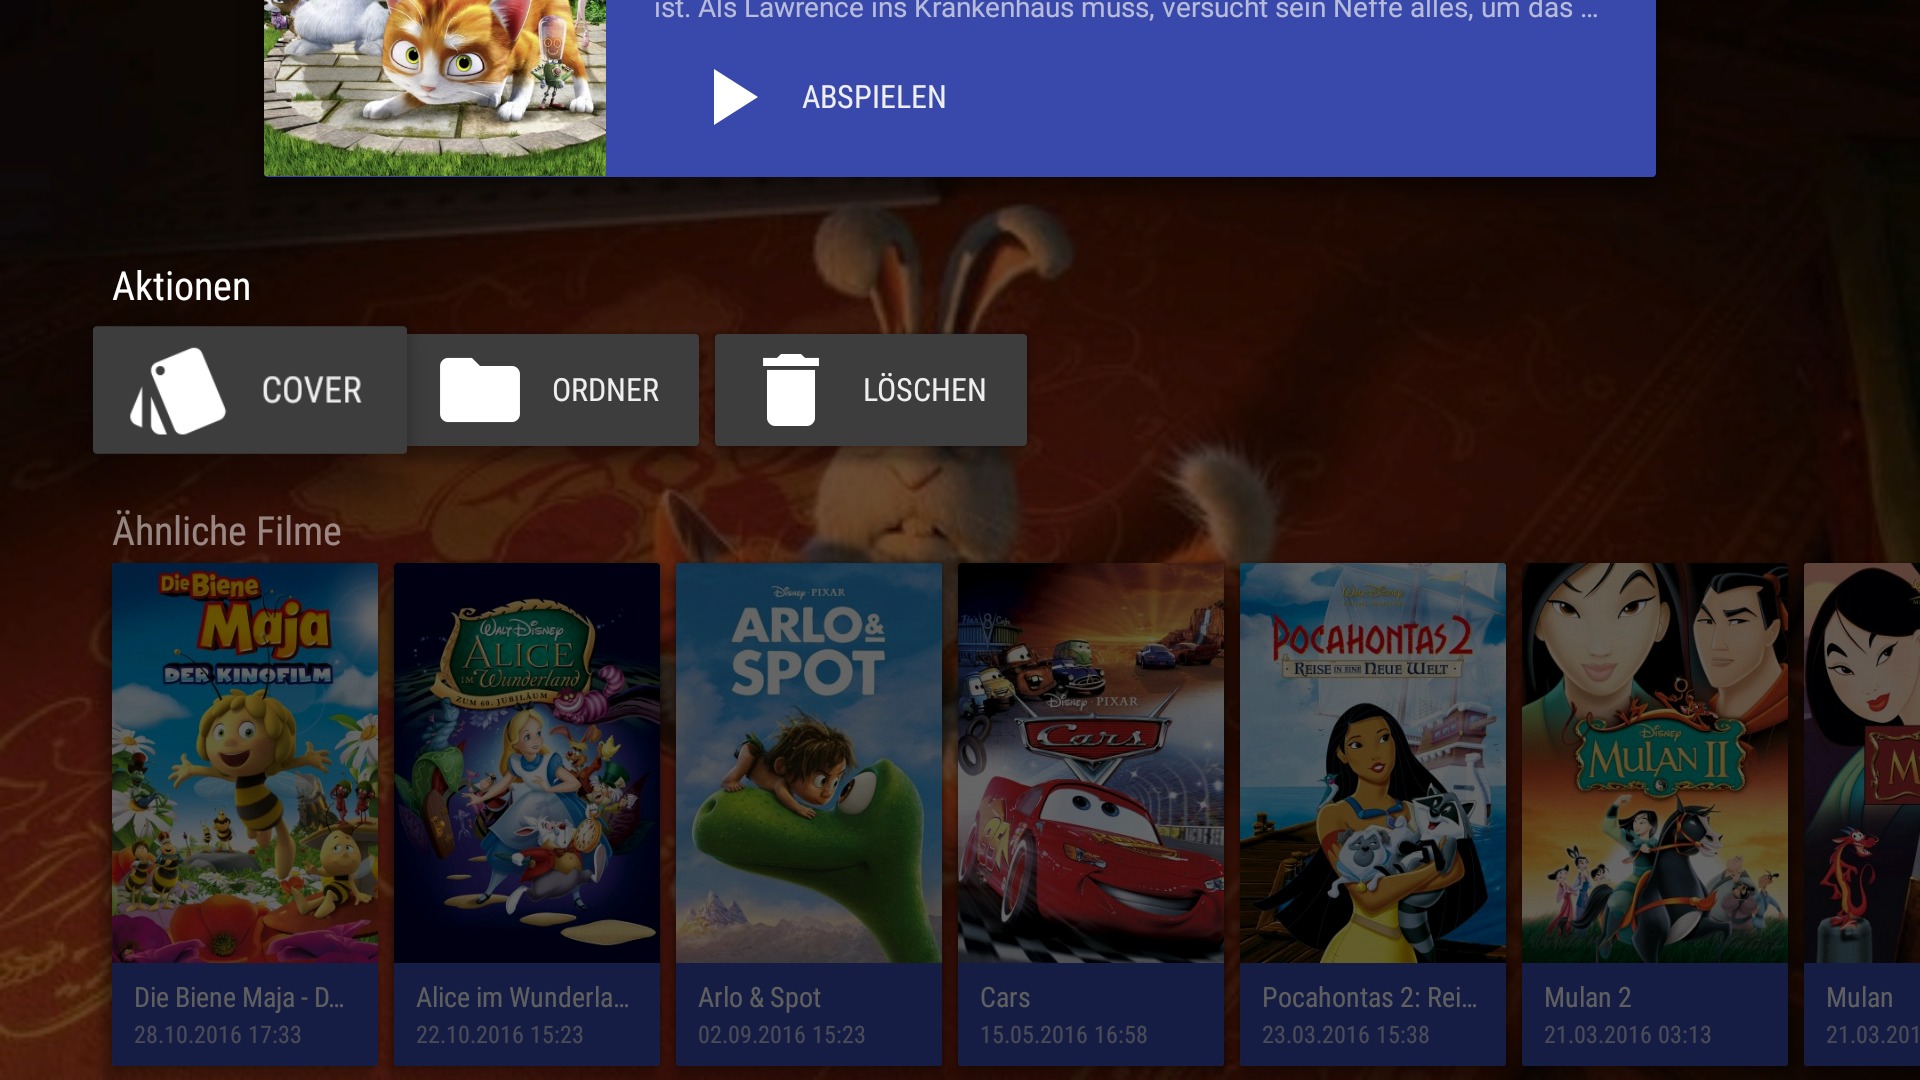 ist. Als Lawrence ins Krankenhaus muss, versucht sein Neffe alles, um das ...
ABSPIELEN
Aktionen
COVER
ORDNER
LÖSCHEN
Ähnliche Filme
Die Biene
Maja
DER KINOFILM
WALT DISNEY
ALICE
IM Wunderland
ZUM 60. JUBILÄUM
Disney · PIXAR
ARLO &
SPOT
Disney · PIXAR
Cars
Walt Disney
POCAHONTAS 2
· REISE IN EINE NEUE WELT ·
DISNEY
MULAN II
M
Die Biene Maja - D...
28.10.2016 17:33
Alice im Wunderla...
22.10.2016 15:23
Arlo & Spot
02.09.2016 15:23
Cars
15.05.2016 16:58
Pocahontas 2: Rei...
23.03.2016 15:38
Mulan 2
21.03.2016 03:13
Mulan
21.03.201